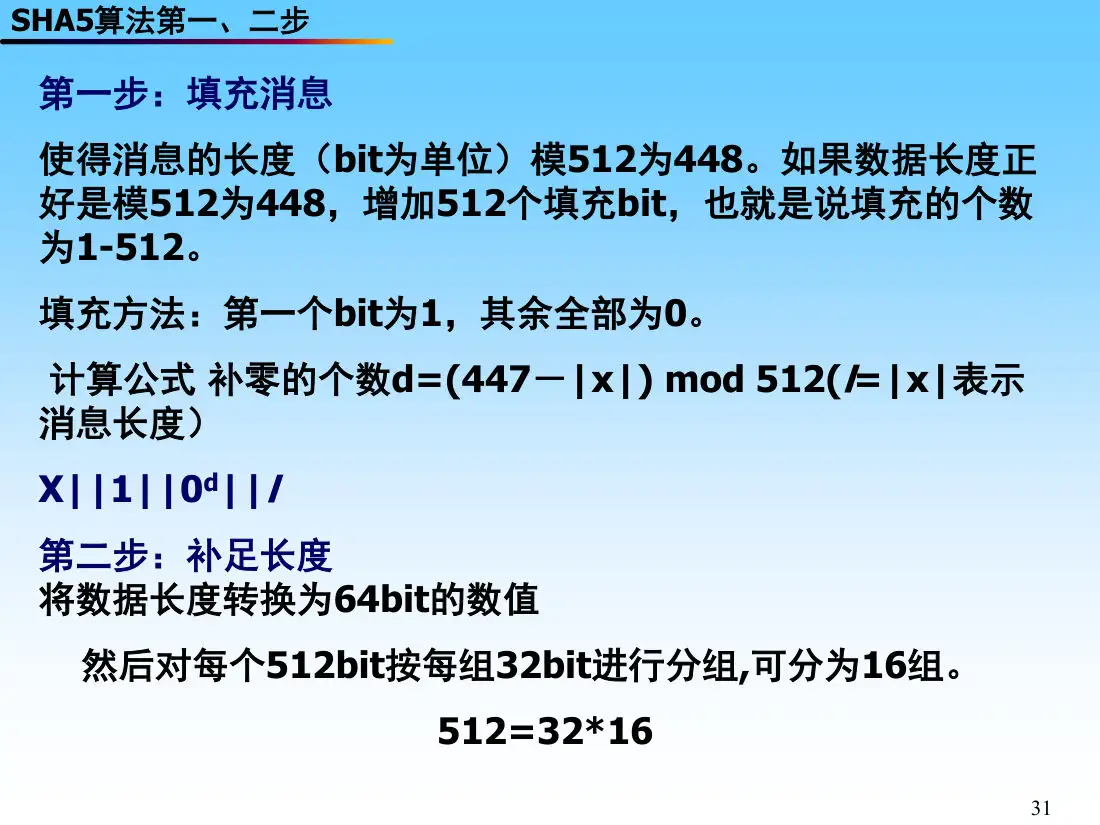 SHA5算法第一、二步
第一步：填充消息
使得消息的长度（bit为单位）模512为448。如果数据长度正
好是模512为448，增加512个填充bit，也就是说填充的个数
为1-512。
填充方法：第一个bit为1，其余全部为0。
计算公式 补零的个数d=(447－|x|) mod 512(l=|x|表示
消息长度）
X||1||0ᵈ||l
第二步：补足长度
将数据长度转换为64bit的数值
然后对每个512bit按每组32bit进行分组,可分为16组。
512=32*16
31